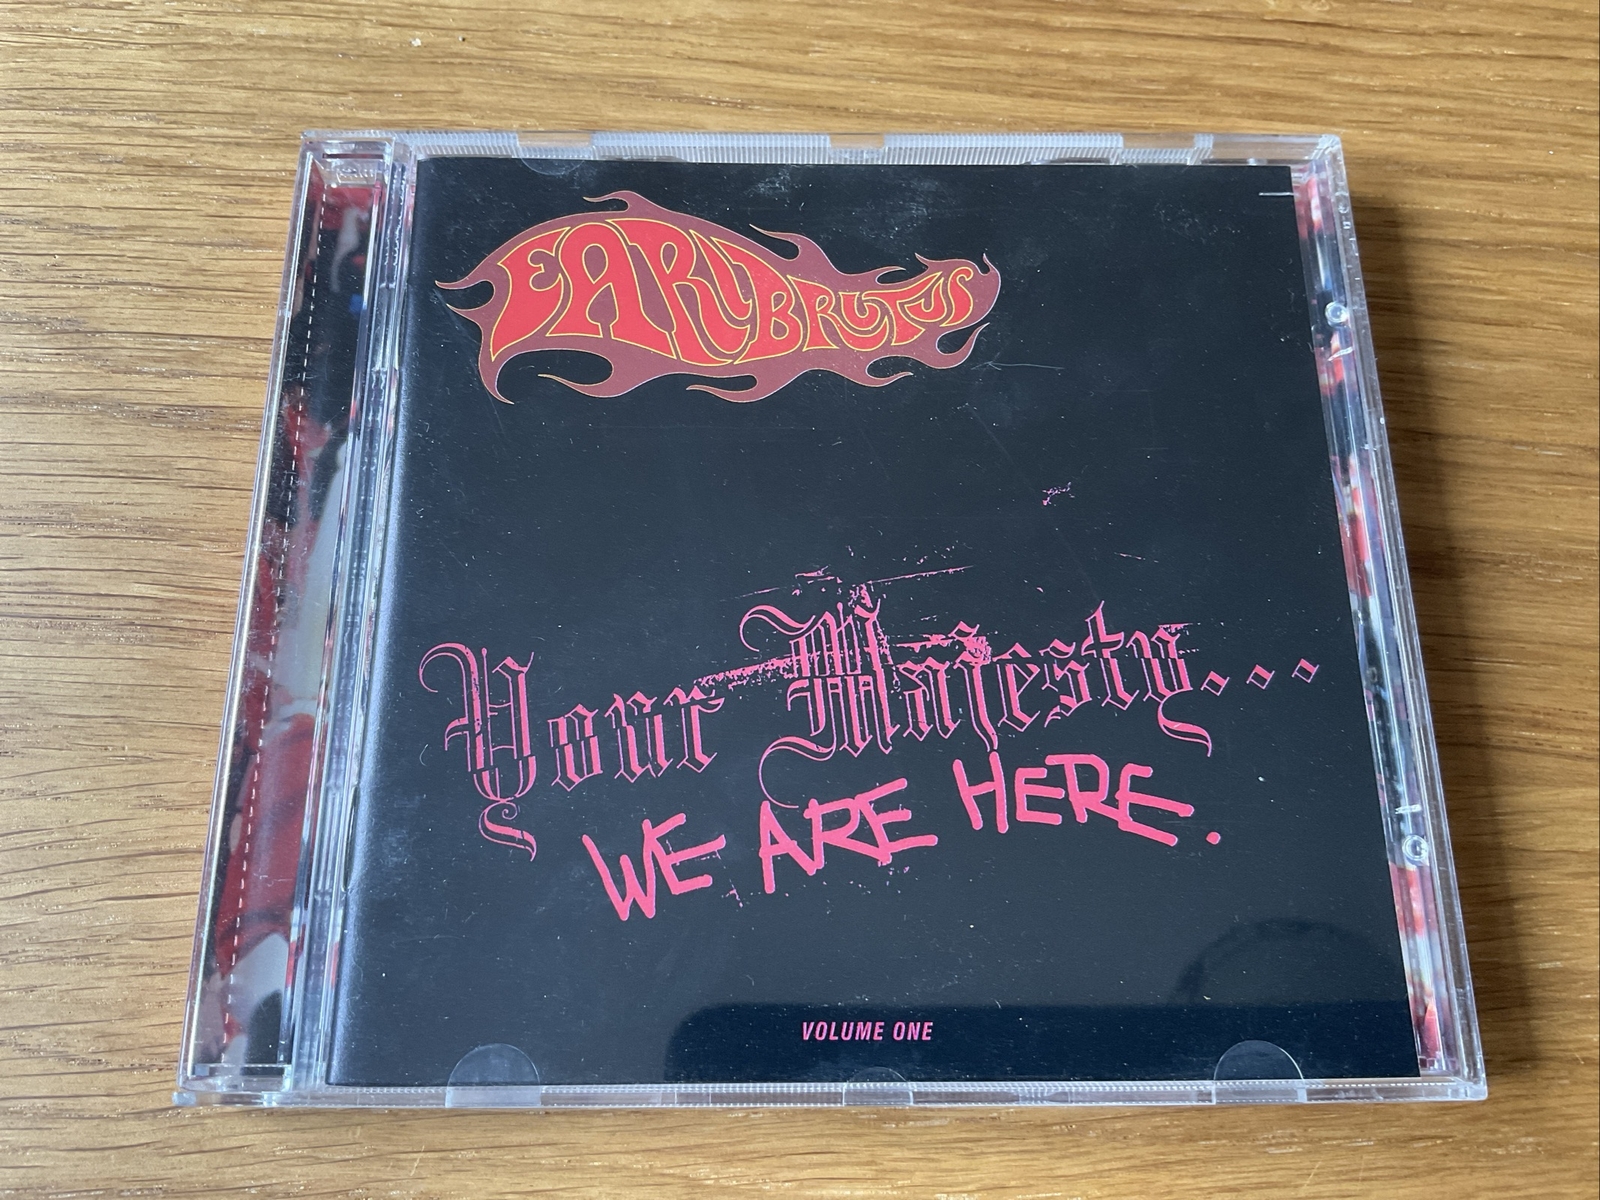 EARL BRUTUS
Your Majesty...
WE ARE HERE.
VOLUME ONE